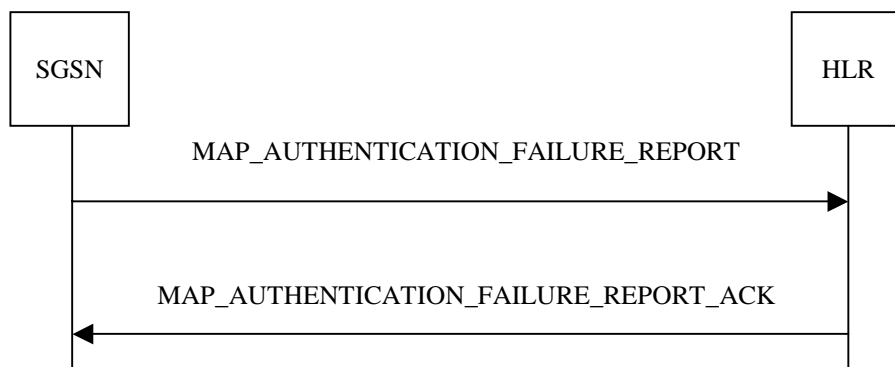 SGSN
HLR
MAP_AUTHENTICATION_FAILURE_REPORT
MAP_AUTHENTICATION_FAILURE_REPORT_ACK